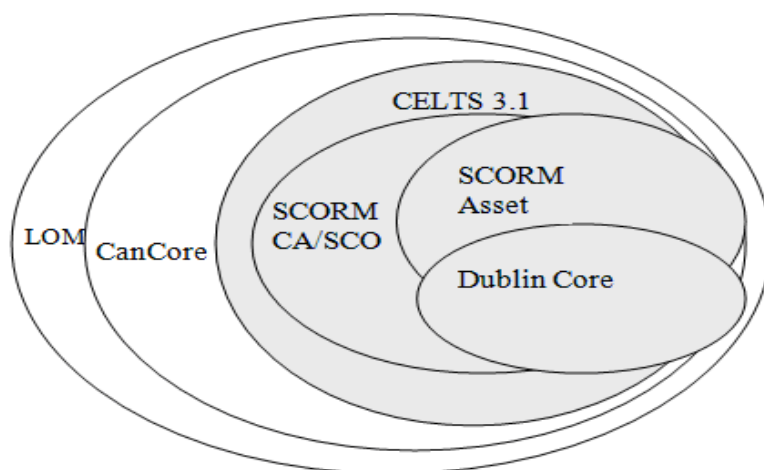 CELTS 3.1
SCORM
Asset
SCORM
CA/SCO
LOM
CanCore
Dublin Core